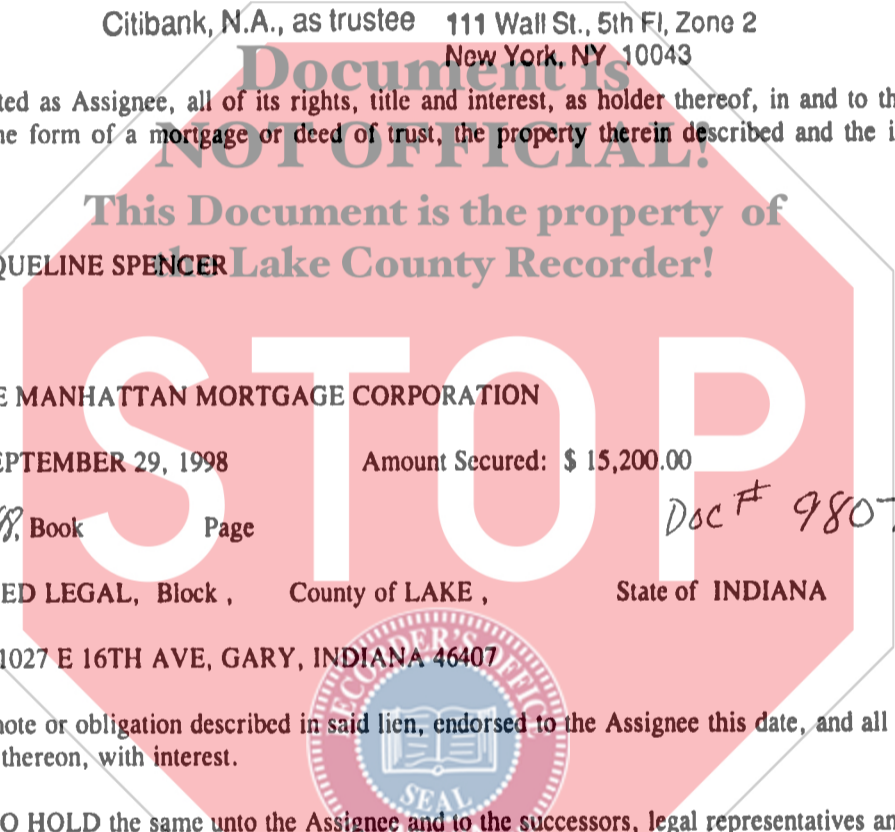 Citibank, N.A., as trustee 111 Wall St., 5th Fl, Zone 2
New York, NY 10043
Document is
ted as Assignee, all of its rights, title and interest, as holder thereof, in and to th
ne form of a mortgage or deed of trust, the property therein described and the i
NOT OFFICIAL!
This Document is the property of
QUELINE SPENCER the Lake County Recorder!
STOP
E MANHATTAN MORTGAGE CORPORATION
EPTEMBER 29, 1998 Amount Secured: $ 15,200.00
Book Page Doc # 980
ED LEGAL, Block , County of LAKE , State of INDIANA
1027 E 16TH AVE, GARY, INDIANA 46407
RECORDER'S OFFIC
note or obligation described in said lien, endorsed to the Assignee this date, and all
thereon, with interest.
SEAL
O HOLD the same unto the Assignee and to the successors, legal representatives an